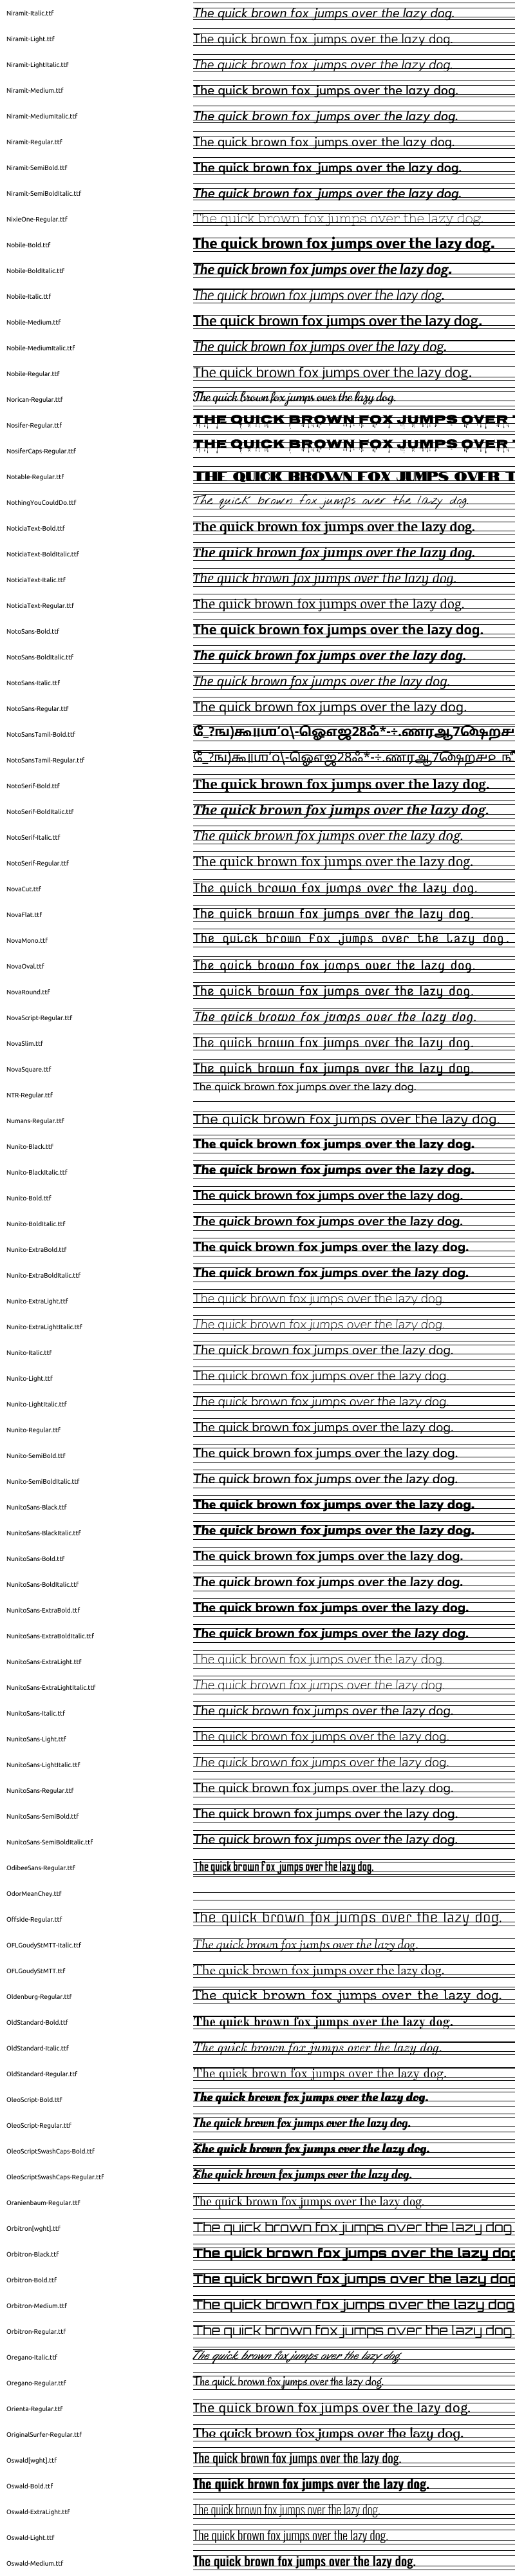 Niramit-Italic.ttf The quick brown fox jumps over the lazy dog.
Niramit-Light.ttf The quick brown fox jumps over the lazy dog.
Niramit-LightItalic.ttf The quick brown fox jumps over the lazy dog.
Niramit-Medium.ttf The quick brown fox jumps over the lazy dog.
Niramit-MediumItalic.ttf The quick brown fox jumps over the lazy dog.
Niramit-Regular.ttf The quick brown fox jumps over the lazy dog.
Niramit-SemiBold.ttf The quick brown fox jumps over the lazy dog.
Niramit-SemiBoldItalic.ttf The quick brown fox jumps over the lazy dog.
NixieOne-Regular.ttf The quick brown fox jumps over the lazy dog.
Nobile-Bold.ttf The quick brown fox jumps over the lazy dog.
Nobile-BoldItalic.ttf The quick brown fox jumps over the lazy dog.
Nobile-Italic.ttf The quick brown fox jumps over the lazy dog.
Nobile-Medium.ttf The quick brown fox jumps over the lazy dog.
Nobile-MediumItalic.ttf The quick brown fox jumps over the lazy dog.
Nobile-Regular.ttf The quick brown fox jumps over the lazy dog.
Norican-Regular.ttf The quick brown fox jumps over the lazy dog.
Nosifer-Regular.ttf THE QUICK BROWN FOX JUMPS OVER
NosiferCaps-Regular.ttf THE QUICK BROWN FOX JUMPS OVER
Notable-Regular.ttf THE QUICK BROWN FOX JUMPS OVER
NothingYouCouldDo.ttf The quick brown fox jumps over the lazy dog.
NoticiaText-Bold.ttf The quick brown fox jumps over the lazy dog.
NoticiaText-BoldItalic.ttf The quick brown fox jumps over the lazy dog.
NoticiaText-Italic.ttf The quick brown fox jumps over the lazy dog.
NoticiaText-Regular.ttf The quick brown fox jumps over the lazy dog.
NotoSans-Bold.ttf The quick brown fox jumps over the lazy dog.
NotoSans-BoldItalic.ttf The quick brown fox jumps over the lazy dog.
NotoSans-Italic.ttf The quick brown fox jumps over the lazy dog.
NotoSans-Regular.ttf The quick brown fox jumps over the lazy dog.
NotoSansTamil-Bold.ttf
NotoSansTamil-Regular.ttf
NotoSerif-Bold.ttf The quick brown fox jumps over the lazy dog.
NotoSerif-BoldItalic.ttf The quick brown fox jumps over the lazy dog.
NotoSerif-Italic.ttf The quick brown fox jumps over the lazy dog.
NotoSerif-Regular.ttf The quick brown fox jumps over the lazy dog.
NovaCut.ttf The quick brown fox jumps over the lazy dog.
NovaFlat.ttf The quick brown fox jumps over the lazy dog.
NovaMono.ttf The quick brown fox jumps over the lazy dog.
NovaOval.ttf The quick brown fox jumps over the lazy dog.
NovaRound.ttf The quick brown fox jumps over the lazy dog.
NovaScript-Regular.ttf The quick brown fox jumps over the lazy dog.
NovaSlim.ttf The quick brown fox jumps over the lazy dog.
NovaSquare.ttf The quick brown fox jumps over the lazy dog.
NTR-Regular.ttf The quick brown fox jumps over the lazy dog.
Numans-Regular.ttf The quick brown fox jumps over the lazy dog.
Nunito-Black.ttf The quick brown fox jumps over the lazy dog.
Nunito-BlackItalic.ttf The quick brown fox jumps over the lazy dog.
Nunito-Bold.ttf The quick brown fox jumps over the lazy dog.
Nunito-BoldItalic.ttf The quick brown fox jumps over the lazy dog.
Nunito-ExtraBold.ttf The quick brown fox jumps over the lazy dog.
Nunito-ExtraBoldItalic.ttf The quick brown fox jumps over the lazy dog.
Nunito-ExtraLight.ttf The quick brown fox jumps over the lazy dog.
Nunito-ExtraLightItalic.ttf The quick brown fox jumps over the lazy dog.
Nunito-Italic.ttf The quick brown fox jumps over the lazy dog.
Nunito-Light.ttf The quick brown fox jumps over the lazy dog.
Nunito-LightItalic.ttf The quick brown fox jumps over the lazy dog.
Nunito-Regular.ttf The quick brown fox jumps over the lazy dog.
Nunito-SemiBold.ttf The quick brown fox jumps over the lazy dog.
Nunito-SemiBoldItalic.ttf The quick brown fox jumps over the lazy dog.
NunitoSans-Black.ttf The quick brown fox jumps over the lazy dog.
NunitoSans-BlackItalic.ttf The quick brown fox jumps over the lazy dog.
NunitoSans-Bold.ttf The quick brown fox jumps over the lazy dog.
NunitoSans-BoldItalic.ttf The quick brown fox jumps over the lazy dog.
NunitoSans-ExtraBold.ttf The quick brown fox jumps over the lazy dog.
NunitoSans-ExtraBoldItalic.ttf The quick brown fox jumps over the lazy dog.
NunitoSans-ExtraLight.ttf The quick brown fox jumps over the lazy dog.
NunitoSans-ExtraLightItalic.ttf The quick brown fox jumps over the lazy dog.
NunitoSans-Italic.ttf The quick brown fox jumps over the lazy dog.
NunitoSans-Light.ttf The quick brown fox jumps over the lazy dog.
NunitoSans-LightItalic.ttf The quick brown fox jumps over the lazy dog.
NunitoSans-Regular.ttf The quick brown fox jumps over the lazy dog.
NunitoSans-SemiBold.ttf The quick brown fox jumps over the lazy dog.
NunitoSans-SemiBoldItalic.ttf The quick brown fox jumps over the lazy dog.
OdibeeSans-Regular.ttf The quick brown fox jumps over the lazy dog.
OdorMeanChey.ttf
Offside-Regular.ttf The quick brown fox jumps over the lazy dog.
OFLGoudyStMTT-Italic.ttf The quick brown fox jumps over the lazy dog.
OFLGoudyStMTT.ttf The quick brown fox jumps over the lazy dog.
Oldenburg-Regular.ttf The quick brown fox jumps over the lazy dog.
OldStandard-Bold.ttf The quick brown fox jumps over the lazy dog.
OldStandard-Italic.ttf The quick brown fox jumps over the lazy dog.
OldStandard-Regular.ttf The quick brown fox jumps over the lazy dog.
OleoScript-Bold.ttf The quick brown fox jumps over the lazy dog.
OleoScript-Regular.ttf The quick brown fox jumps over the lazy dog.
OleoScriptSwashCaps-Bold.ttf The quick brown fox jumps over the lazy dog.
OleoScriptSwashCaps-Regular.ttf The quick brown fox jumps over the lazy dog.
Oranienbaum-Regular.ttf The quick brown fox jumps over the lazy dog.
Orbitron[wght].ttf The quick brown fox jumps over the lazy dog.
Orbitron-Black.ttf The quick brown fox jumps over the lazy dog
Orbitron-Bold.ttf The quick brown fox jumps over the lazy dog
Orbitron-Medium.ttf The quick brown fox jumps over the lazy dog
Orbitron-Regular.ttf The quick brown fox jumps over the lazy dog.
Oregano-Italic.ttf The quick brown fox jumps over the lazy dog.
Oregano-Regular.ttf The quick brown fox jumps over the lazy dog.
Orienta-Regular.ttf The quick brown fox jumps over the lazy dog.
OriginalSurfer-Regular.ttf The quick brown fox jumps over the lazy dog.
Oswald[wght].ttf The quick brown fox jumps over the lazy dog.
Oswald-Bold.ttf The quick brown fox jumps over the lazy dog.
Oswald-ExtraLight.ttf The quick brown fox jumps over the lazy dog.
Oswald-Light.ttf The quick brown fox jumps over the lazy dog.
Oswald-Medium.ttf The quick brown fox jumps over the lazy dog.